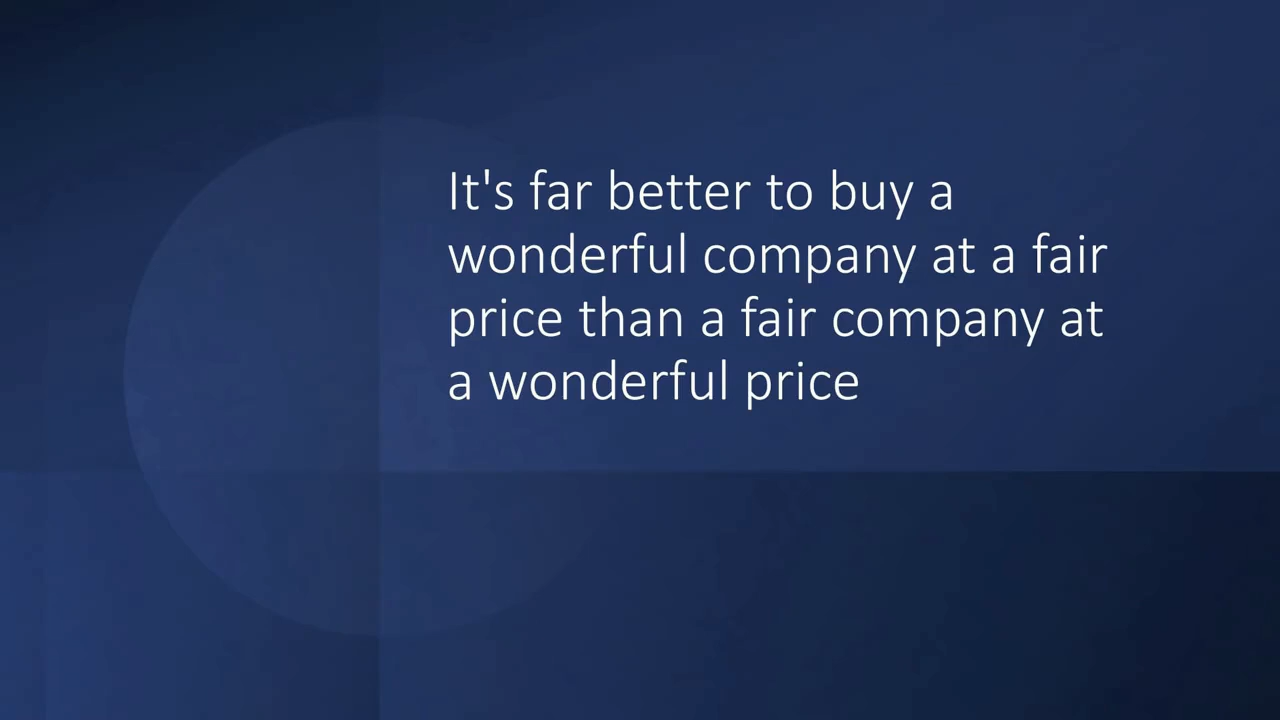 It's far better to buy a
wonderful company at a fair
price than a fair company at
a wonderful price